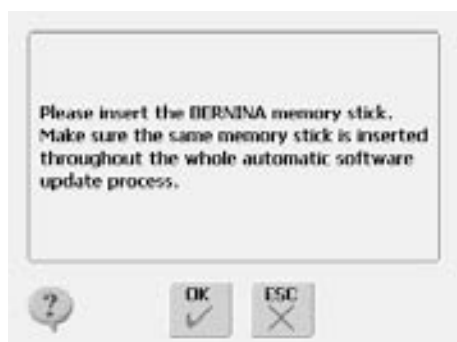 Please insert the BERNINA memory stick.
Make sure the same memory stick is inserted
throughout the whole automatic software
update process.
?
OK
ESC